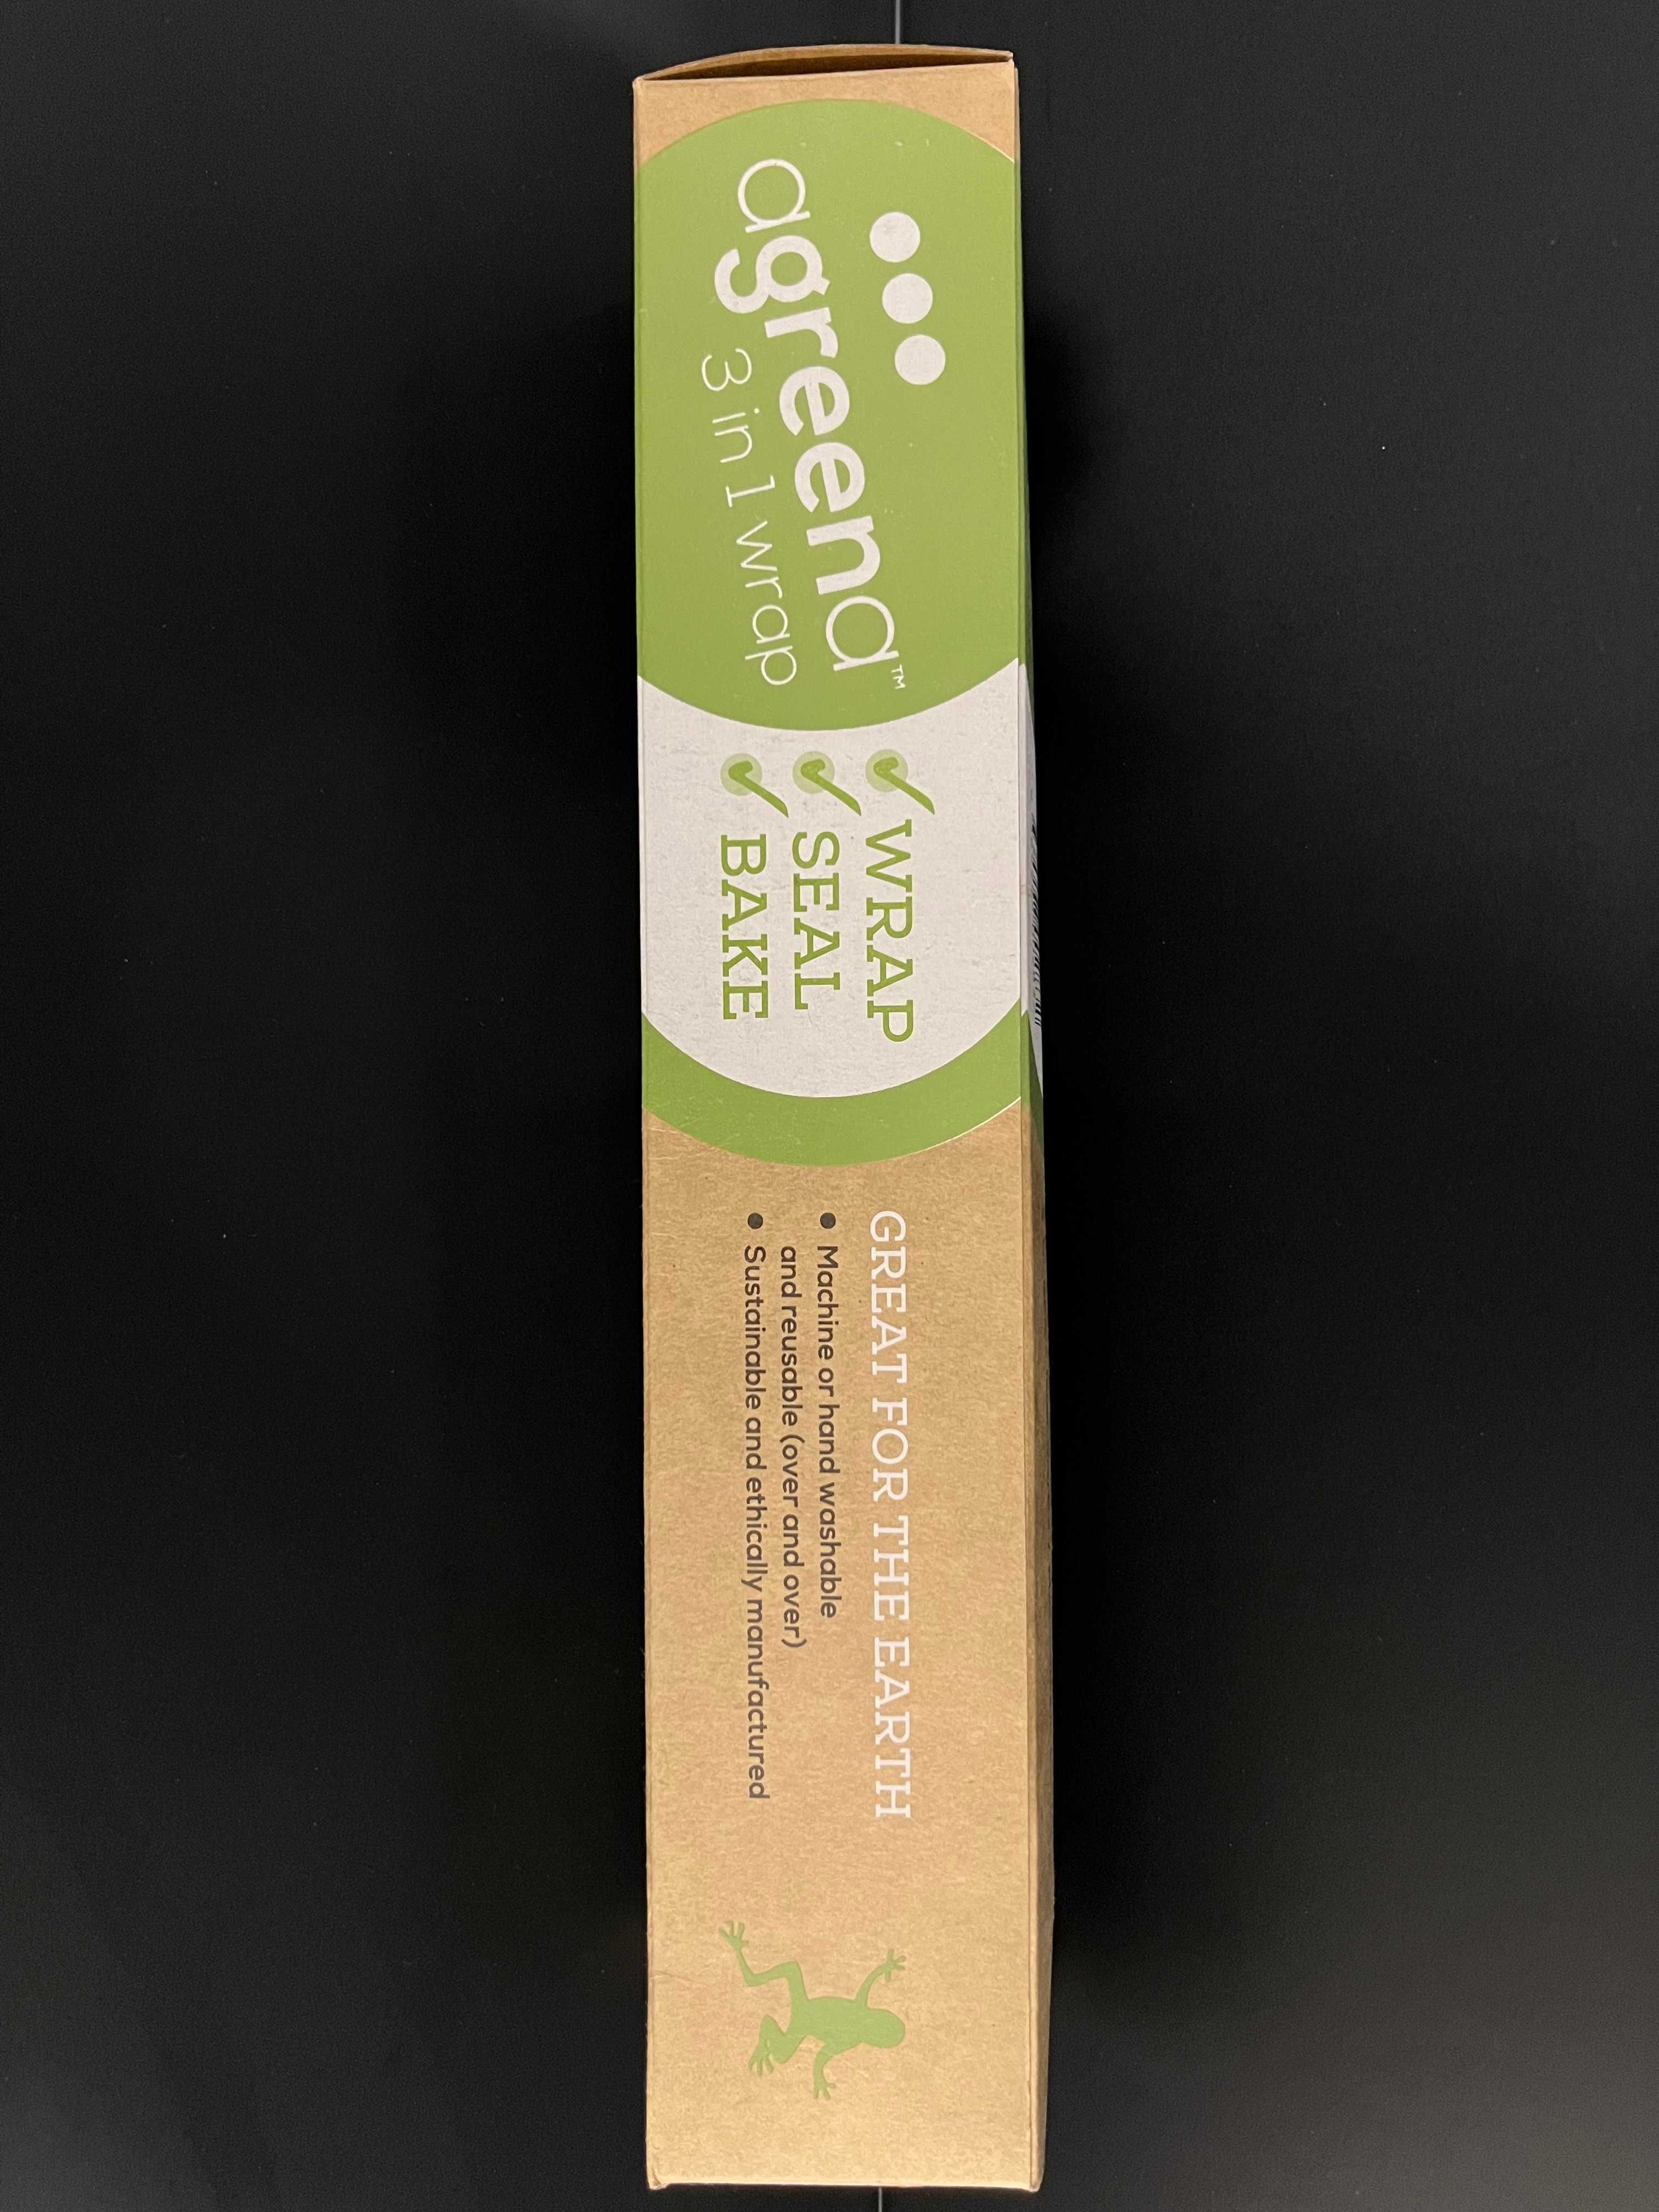 agreena™
3 in 1 wrap
WRAP
SEAL
BAKE
GREAT FOR THE EARTH
• Machine or hand washable
and reusable (over and over)
• Sustainable and ethically manufactured